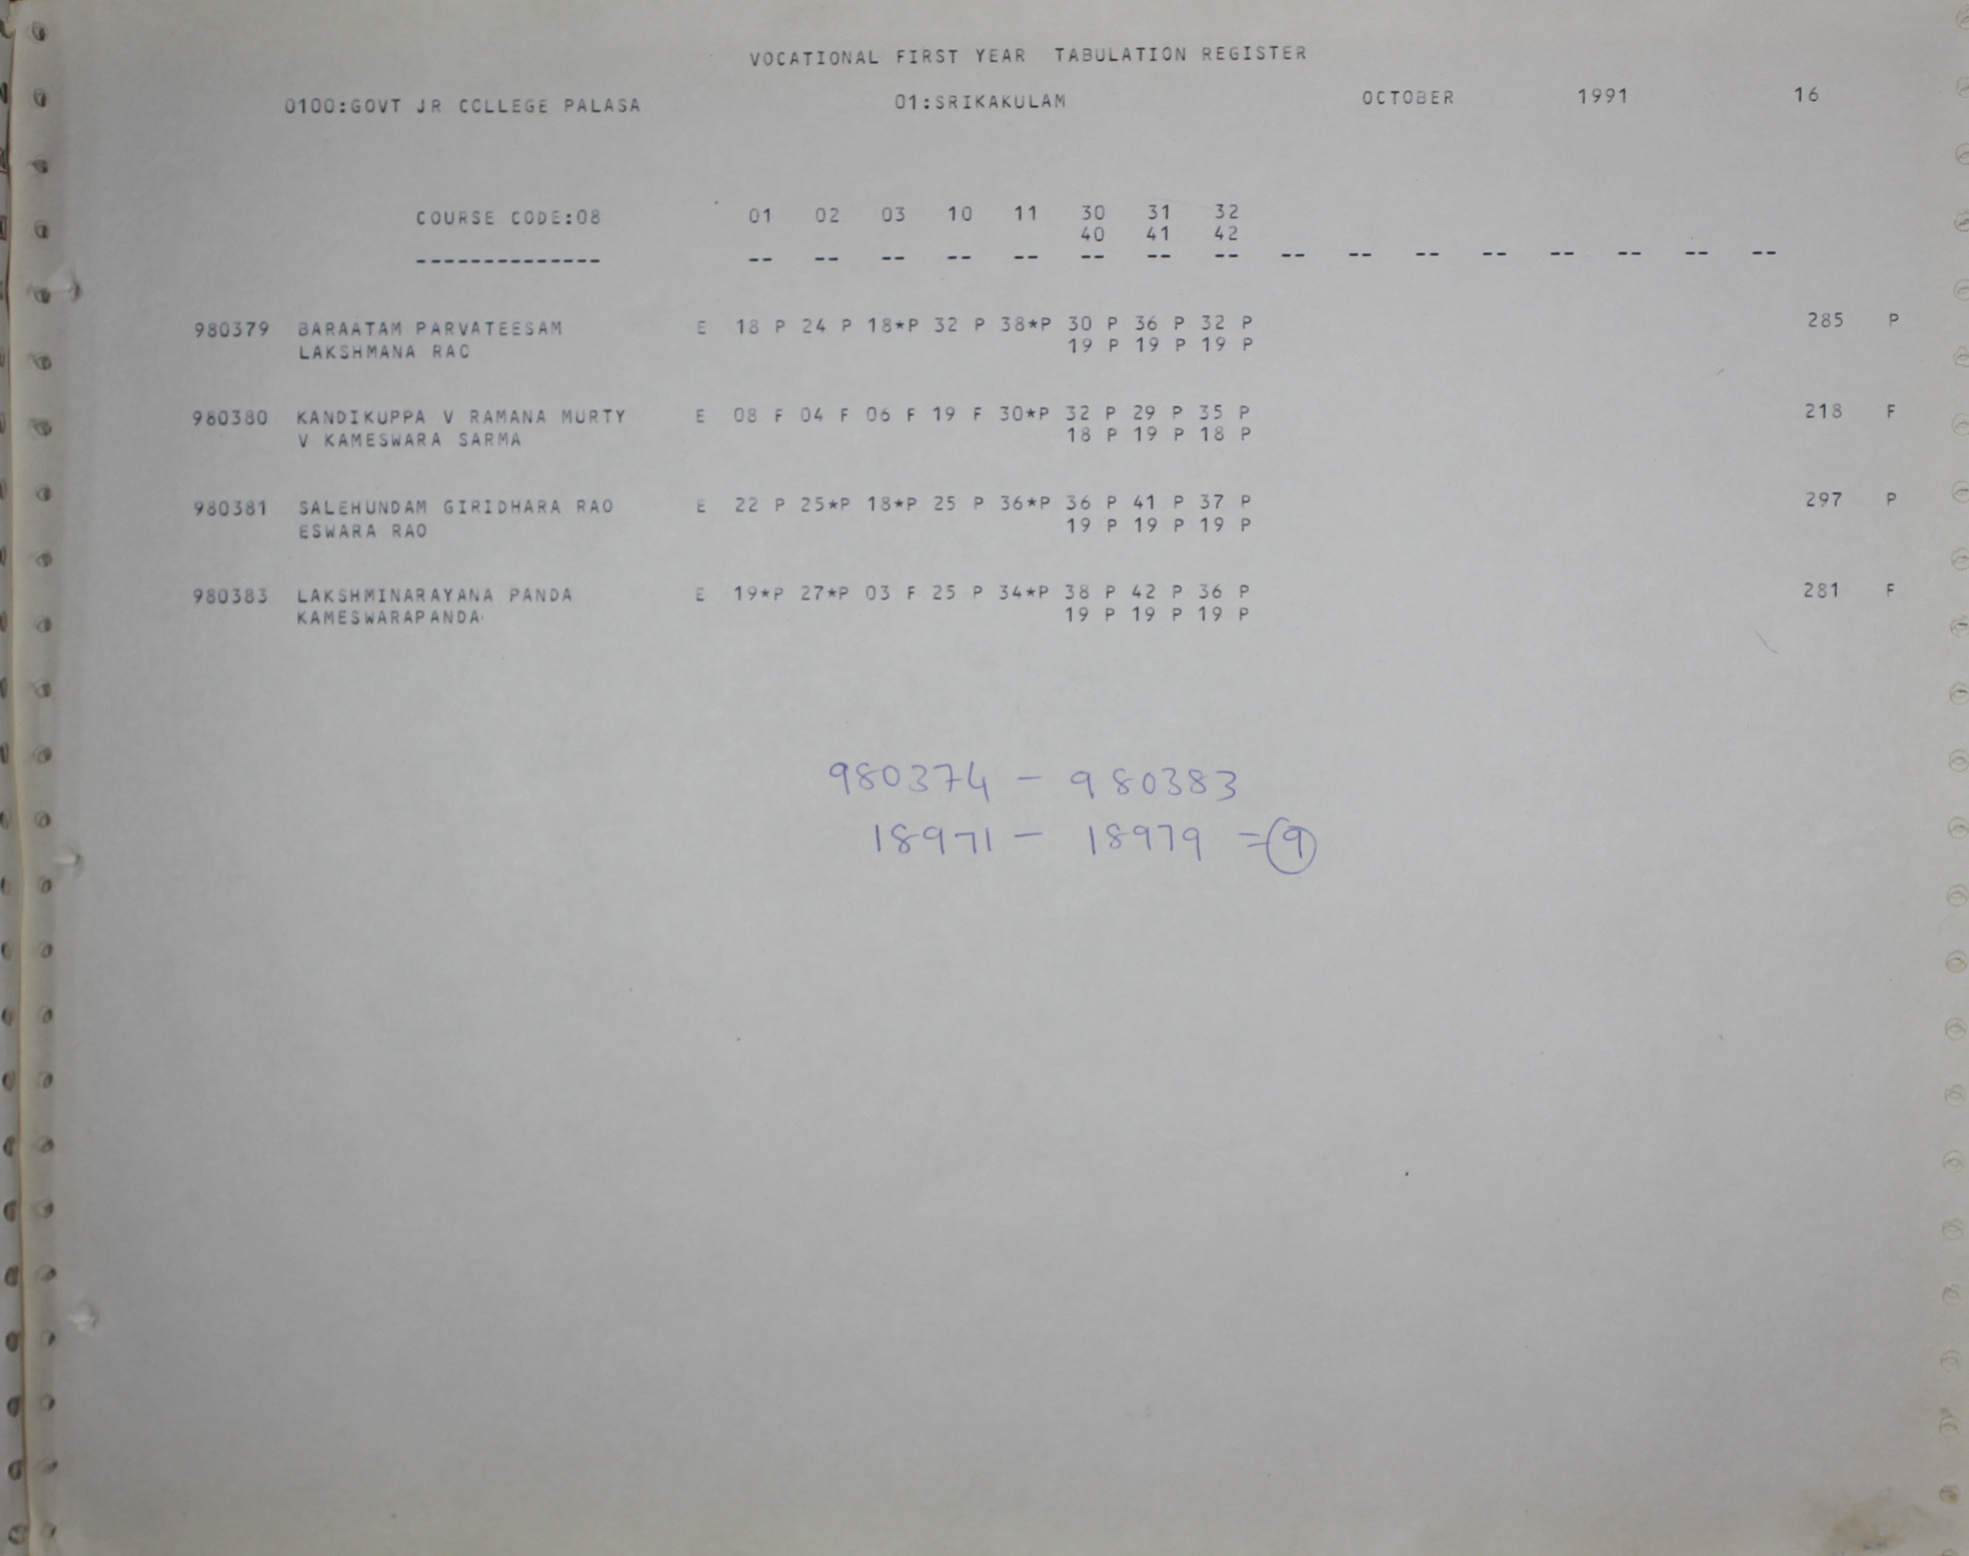 VOCATIONAL FIRST YEAR TABULATION REGISTER
0100:GOVT JR COLLEGE PALASA 01:SRIKAKULAM OCTOBER 1991 16
COURSE CODE:08 01 02 03 10 11 30 31 32
40 41 42
-------------- -- -- -- -- -- -- -- -- -- -- -- -- -- -- -- --
980379 BARAATAM PARVATEESAM E 18 P 24 P 18*P 32 P 38*P 30 P 36 P 32 P 285 P
LAKSHMANA RAO 19 P 19 P 19 P
980380 KANDIKUPPA V RAMANA MURTY E 08 F 04 F 06 F 19 F 30*P 32 P 29 P 35 P 218 F
V KAMESWARA SARMA 18 P 19 P 18 P
980381 SALEHUNDAM GIRIDHARA RAO E 22 P 25*P 18*P 25 P 36*P 36 P 41 P 37 P 297 P
ESWARA RAO 19 P 19 P 19 P
980383 LAKSHMINARAYANA PANDA E 19*P 27*P 03 F 25 P 34*P 38 P 42 P 36 P 281 F
KAMESWARAPANDA 19 P 19 P 19 P
980374 - 980383
18971 - 18979 = 9